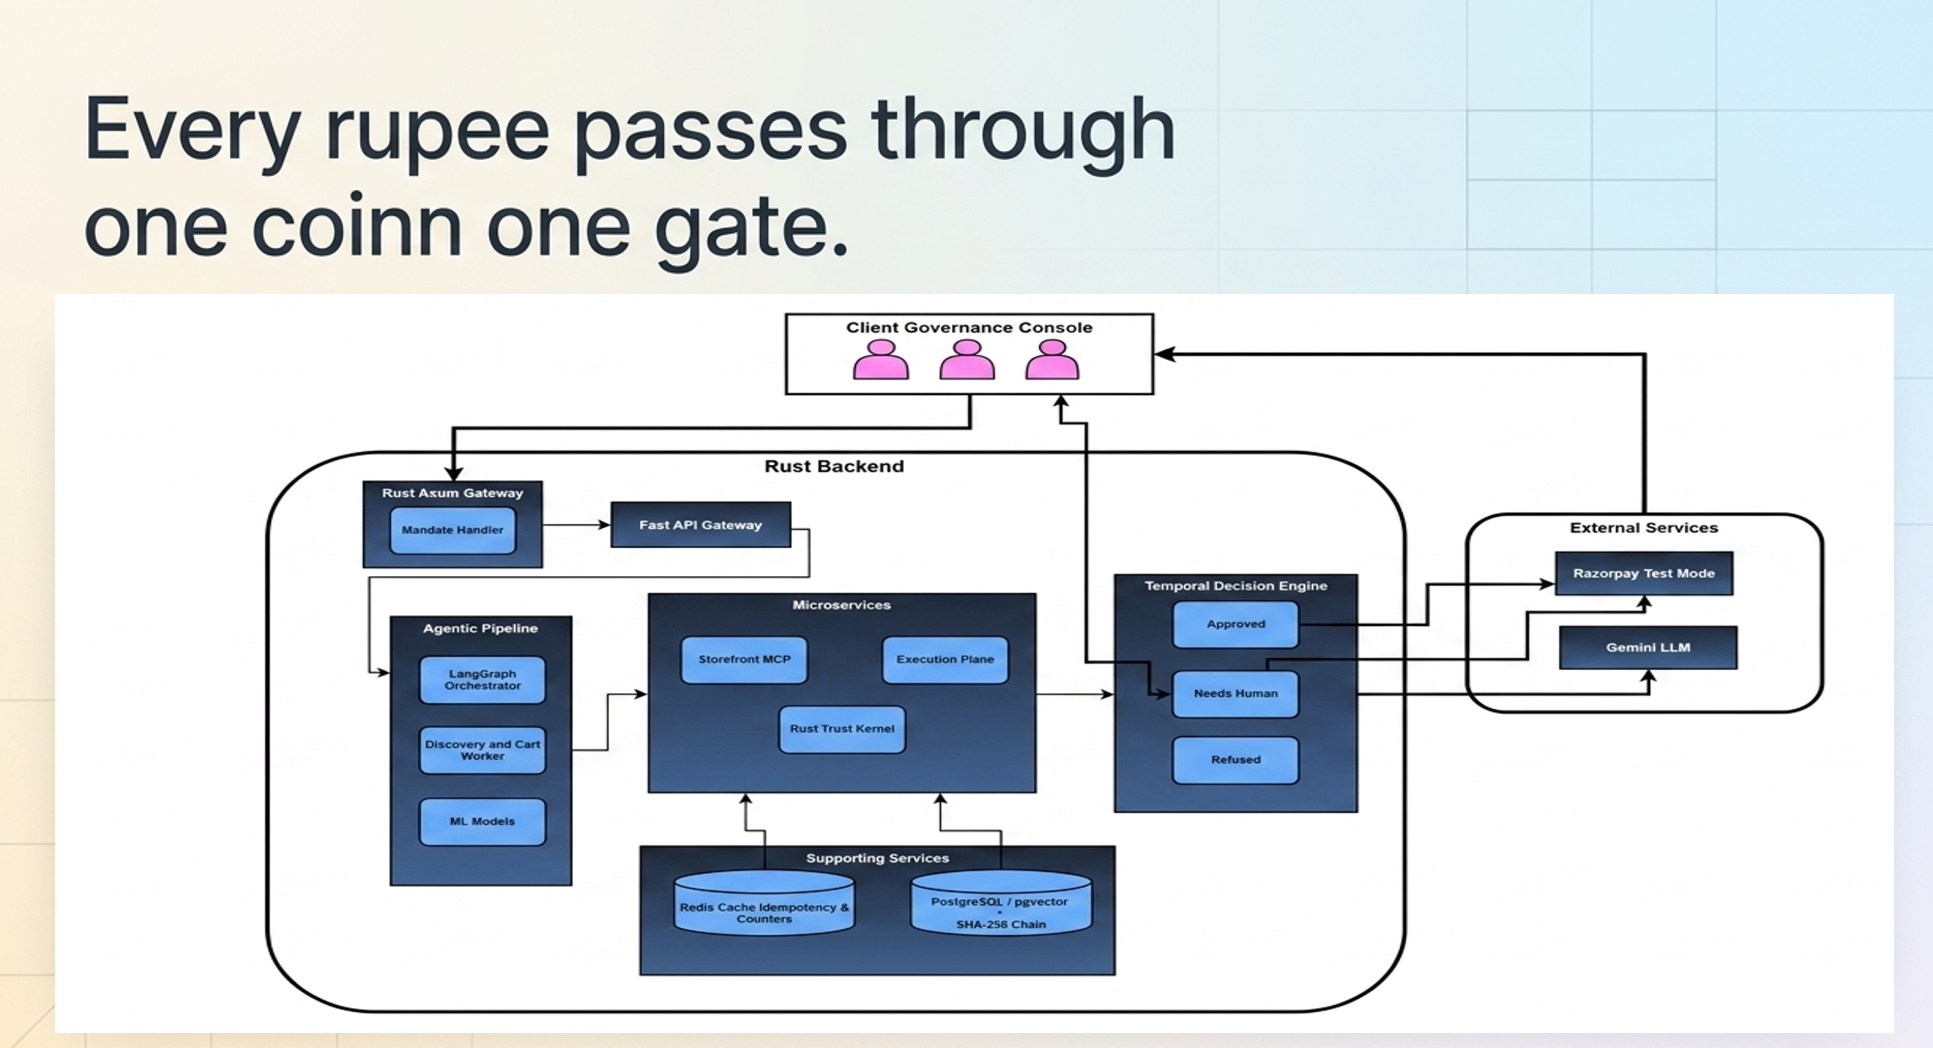 Every rupee passes through
one coinn one gate.
Client Governance Console
Rust Backend
Rust Axum Gateway
Mandate Handler
Fast API Gateway
External Services
Razorpay Test Mode
Gemini LLM
Temporal Decision Engine
Approved
Needs Human
Refused
Microservices
Storefront MCP
Execution Plane
Rust Trust Kernel
Agentic Pipeline
LangGraph
Orchestrator
Discovery and Cart
Worker
ML Models
Supporting Services
Redis Cache Idempotency &
Counters
PostgreSQL / pgvector
•
SHA-258 Chain